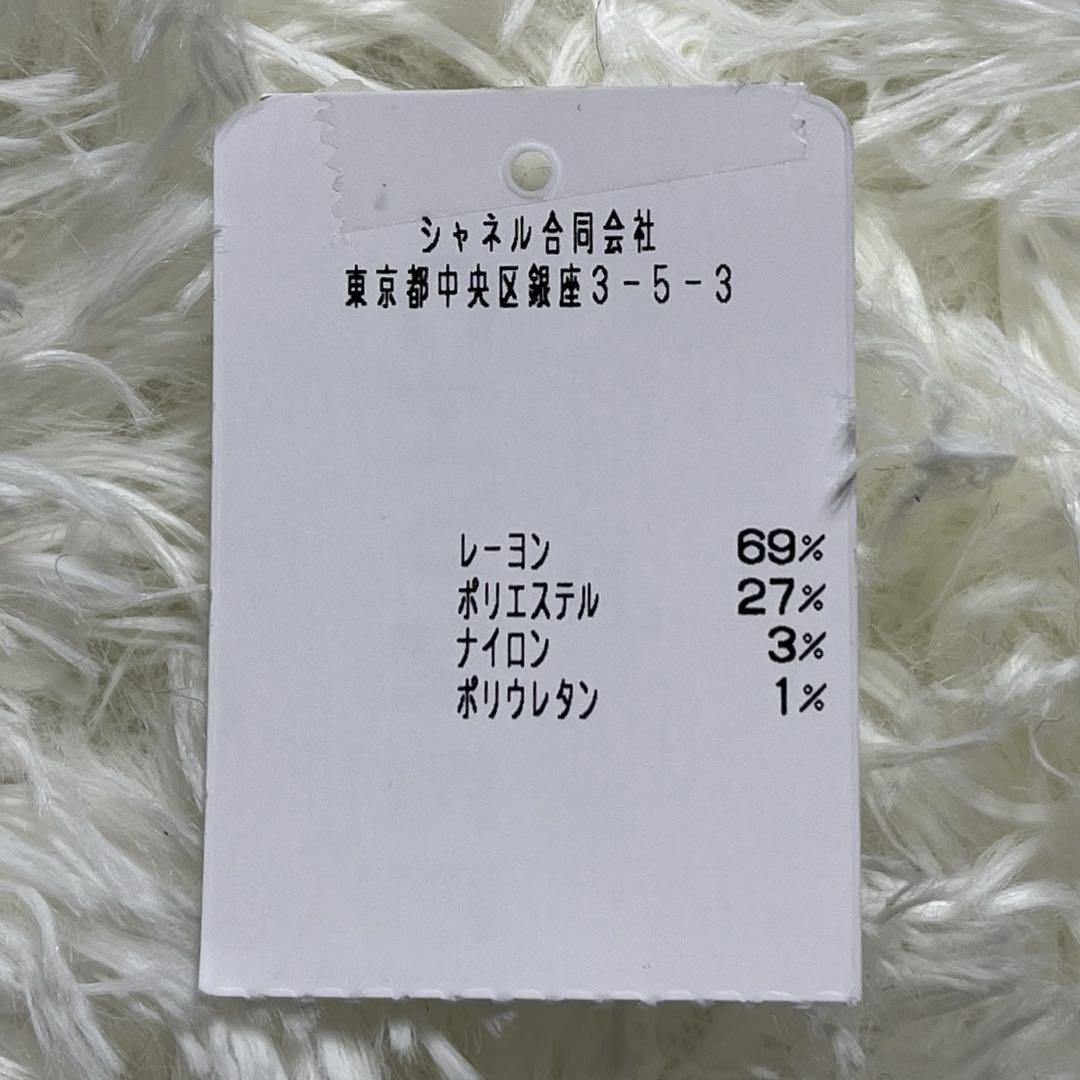 シャネル合同会社
東京都中央区銀座3-5-3
レーヨン 69%
ポリエステル 27%
ナイロン 3%
ポリウレタン 1%